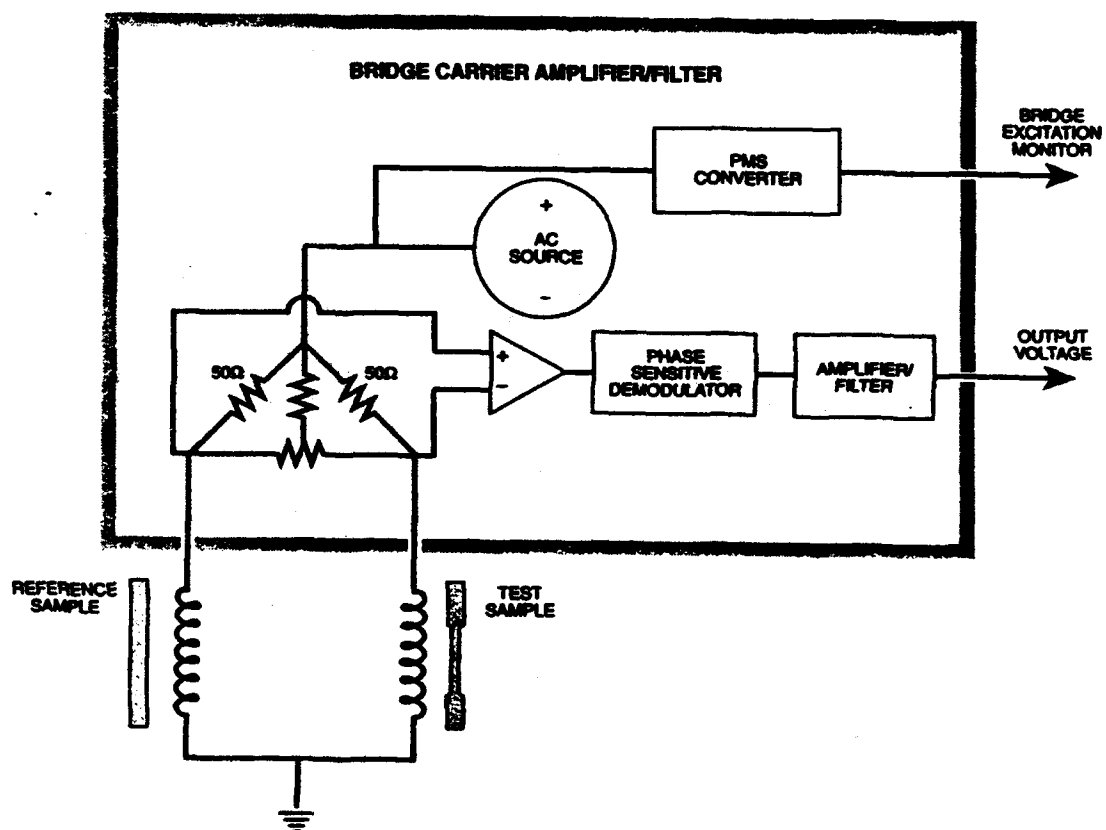 BRIDGE CARRIER AMPLIFIER/FILTER
BRIDGE
EXCITATION
MONITOR
PMS
CONVERTER
+
AC
SOURCE
-
OUTPUT
VOLTAGE
50Ω
50Ω
+
-
PHASE
SENSITIVE
DEMODULATOR
AMPLIFIER/
FILTER
REFERENCE
SAMPLE
TEST
SAMPLE